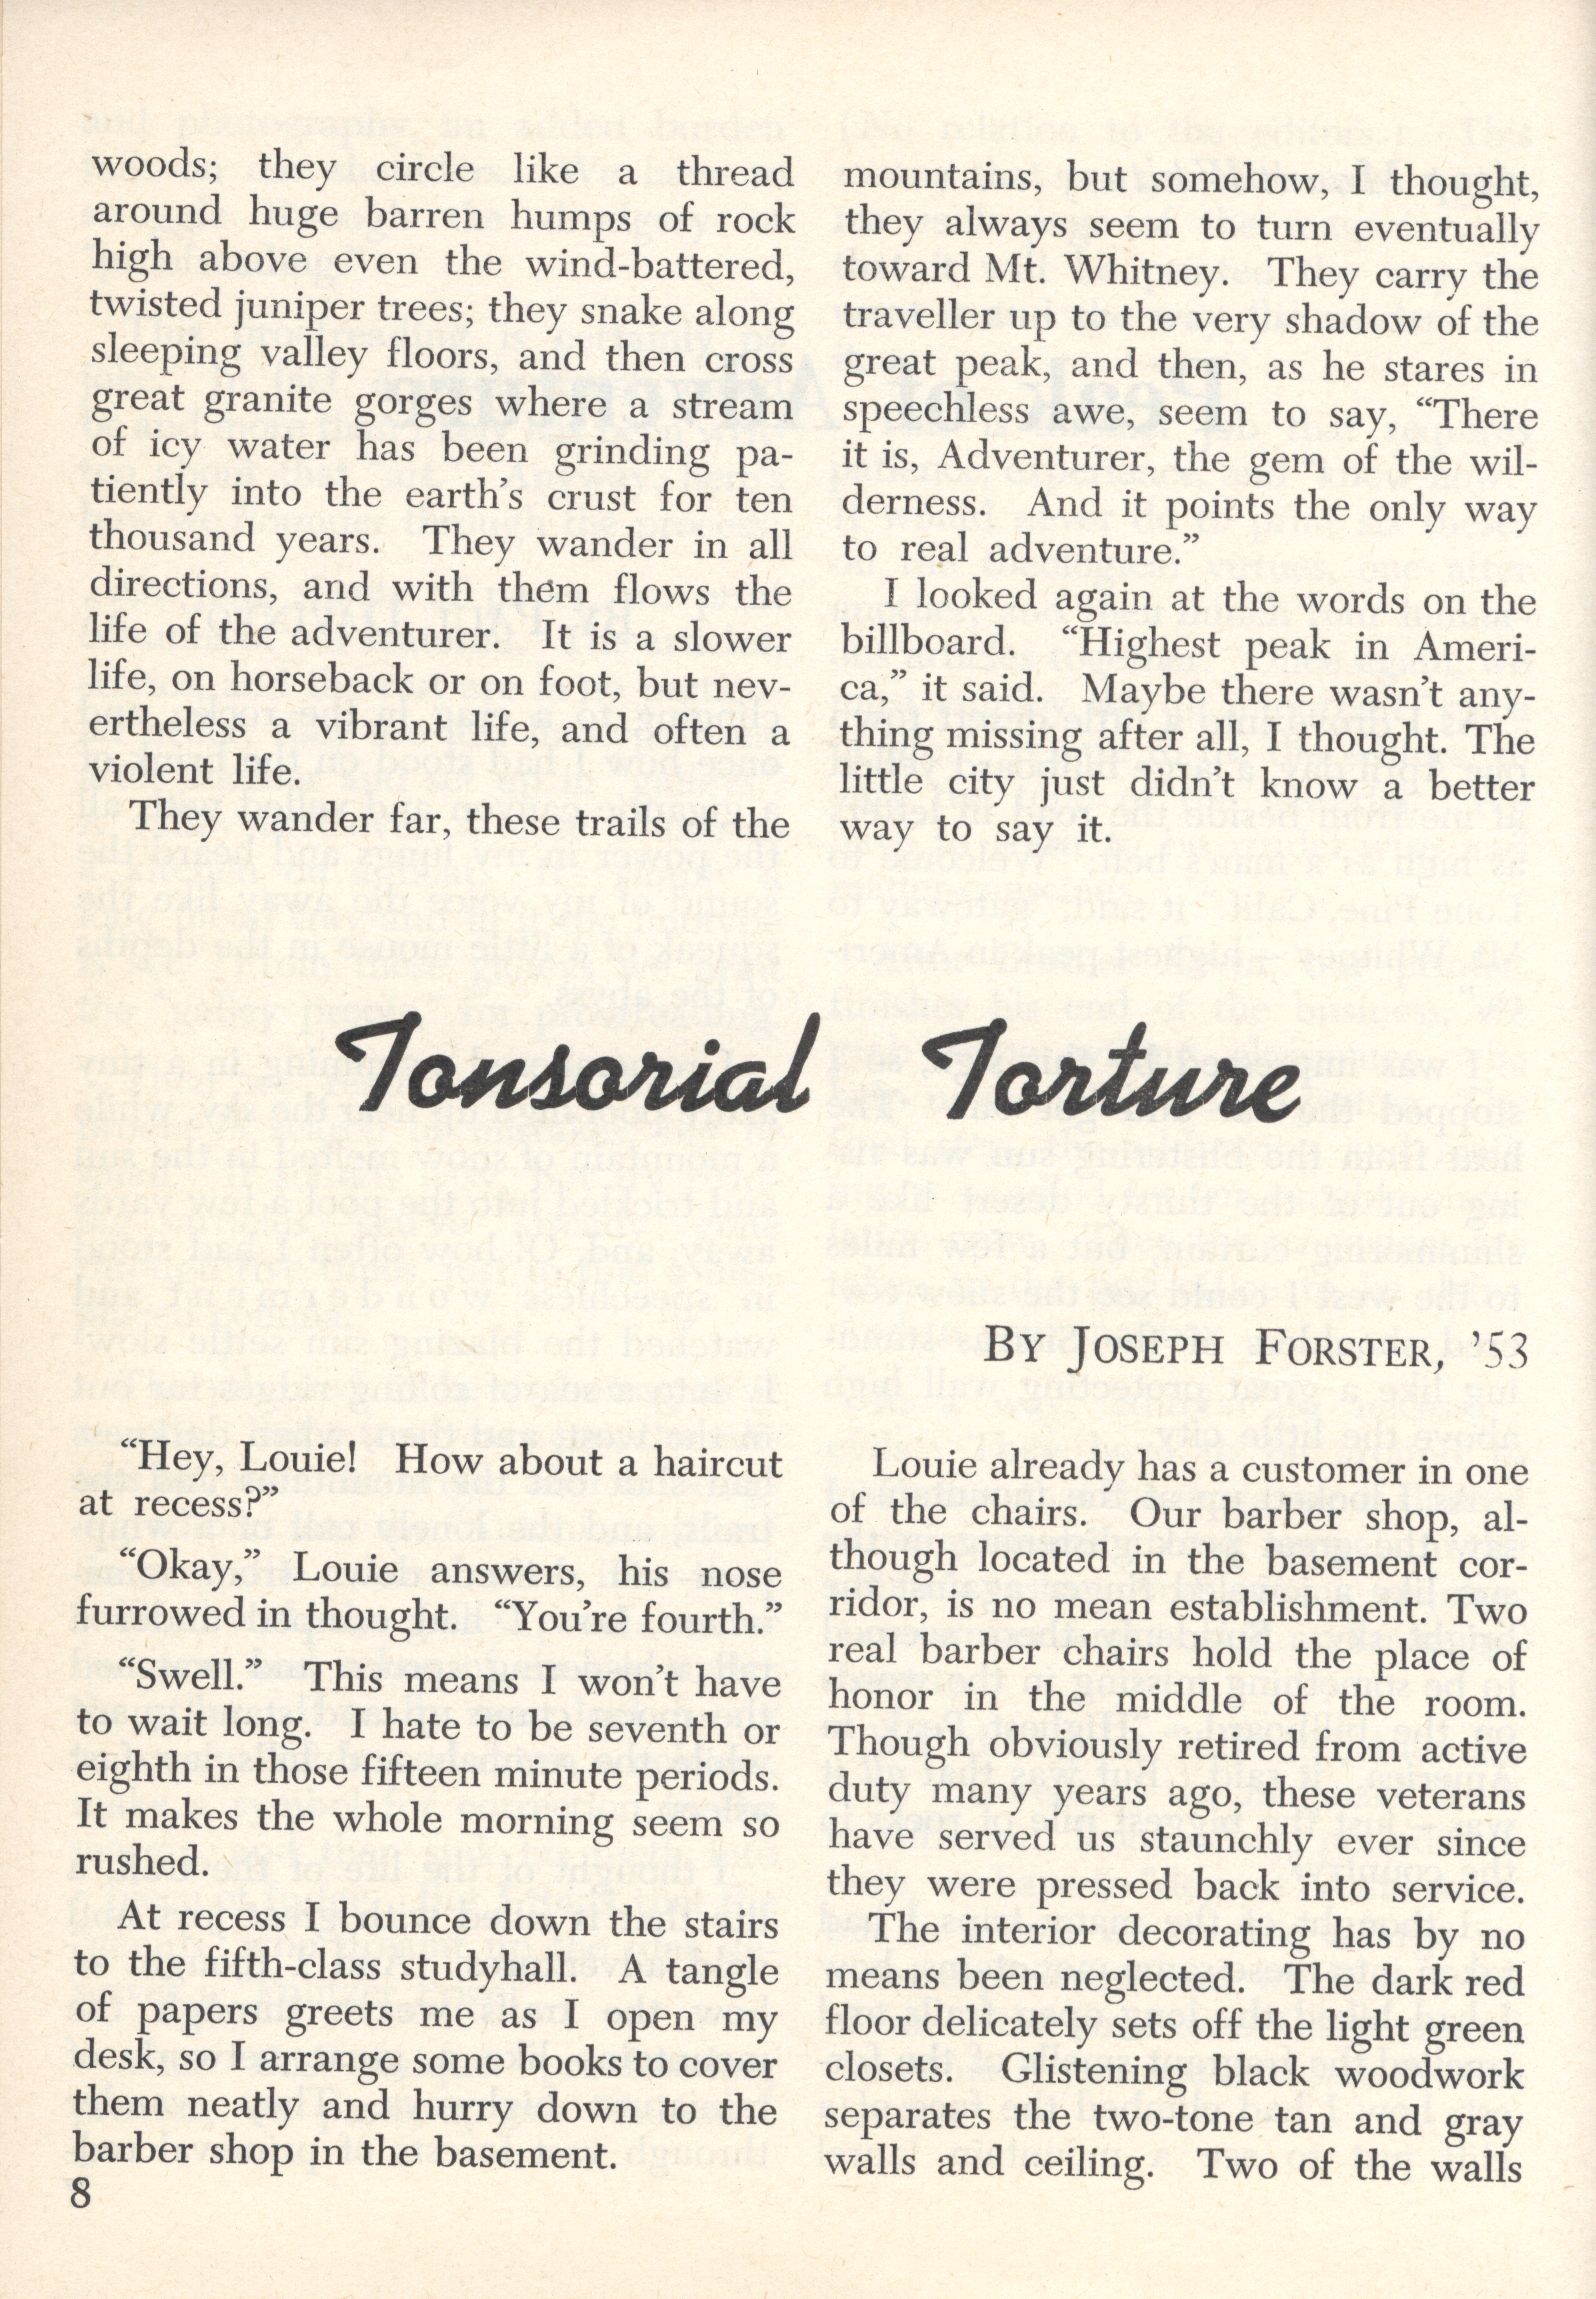 woods; they circle like a thread
around huge barren humps of rock
high above even the wind-battered,
twisted juniper trees; they snake along
sleeping valley floors, and then cross
great granite gorges where a stream
of icy water has been grinding pa-
tiently into the earth's crust for ten
thousand years. They wander in all
directions, and with them flows the
life of the adventurer. It is a slower
life, on horseback or on foot, but nev-
ertheless a vibrant life, and often a
violent life.
They wander far, these trails of the
mountains, but somehow, I thought,
they always seem to turn eventually
toward Mt. Whitney. They carry the
traveller up to the very shadow of the
great peak, and then, as he stares in
speechless awe, seem to say, “There
it is, Adventurer, the gem of the wil-
derness. And it points the only way
to real adventure.”
I looked again at the words on the
billboard. “Highest peak in Ameri-
ca,” it said. Maybe there wasn't any-
thing missing after all, I thought. The
little city just didn't know a better
way to say it.
Tonsorial Torture
BY JOSEPH FORSTER, '53
“Hey, Louie! How about a haircut
at recess?”
“Okay,” Louie answers, his nose
furrowed in thought. “You're fourth.”
“Swell.” This means I won't have
to wait long. I hate to be seventh or
eighth in those fifteen minute periods.
It makes the whole morning seem so
rushed.
At recess I bounce down the stairs
to the fifth-class studyhall. A tangle
of papers greets me as I open my
desk, so I arrange some books to cover
them neatly and hurry down to the
barber shop in the basement.
Louie already has a customer in one
of the chairs. Our barber shop, al-
though located in the basement cor-
ridor, is no mean establishment. Two
real barber chairs hold the place of
honor in the middle of the room.
Though obviously retired from active
duty many years ago, these veterans
have served us staunchly ever since
they were pressed back into service.
The interior decorating has by no
means been neglected. The dark red
floor delicately sets off the light green
closets. Glistening black woodwork
separates the two-tone tan and gray
walls and ceiling. Two of the walls
8